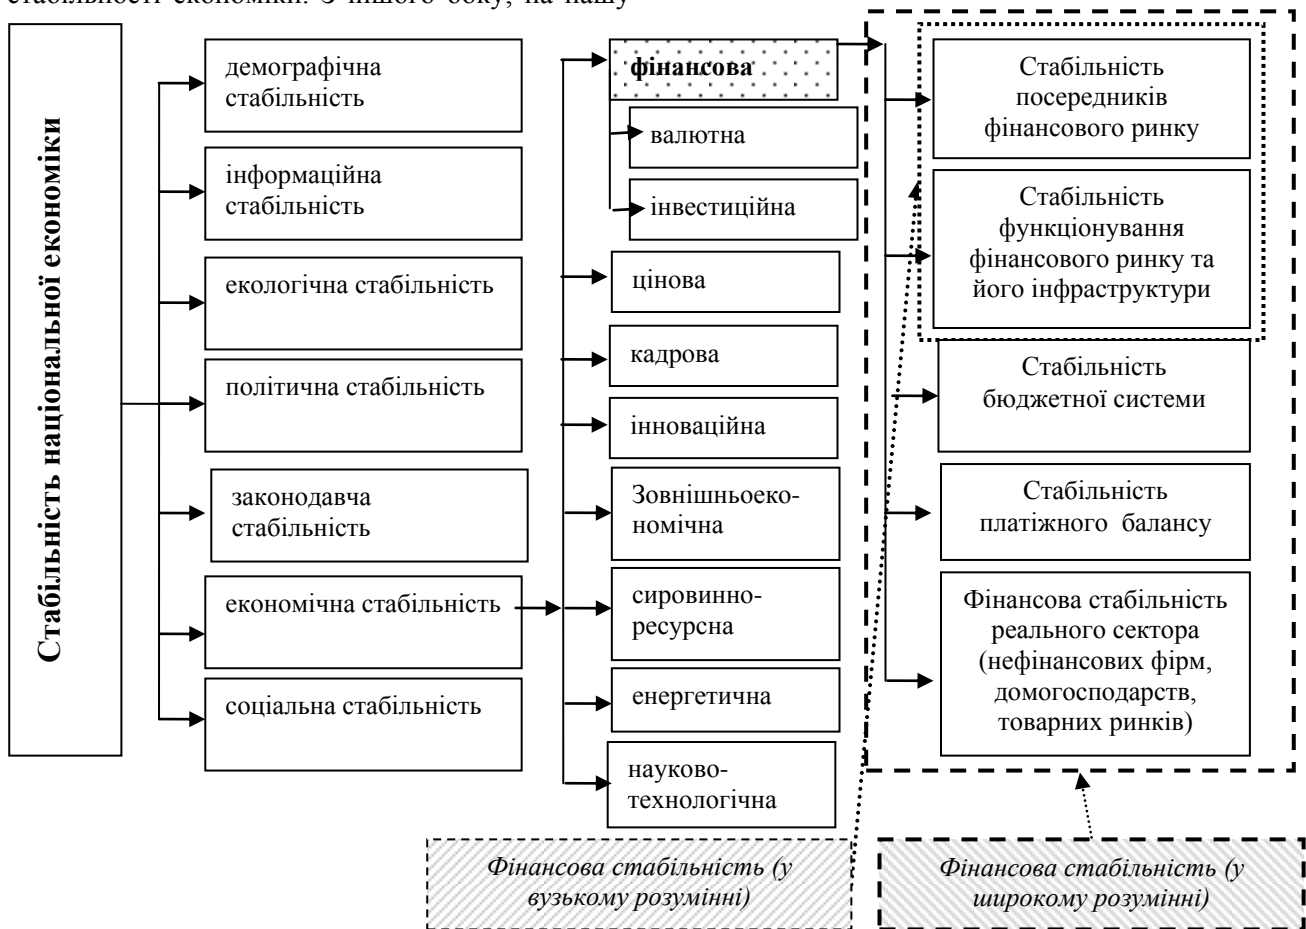 стабільності економіки. З іншого боку, на нашу
Стабільність національної економіки
демографічна
стабільність
інформаційна
стабільність
екологічна стабільність
політична стабільність
законодавча
стабільність
економічна стабільність
соціальна стабільність
фінансова
валютна
інвестиційна
цінова
кадрова
інноваційна
Зовнішньоеко-
номічна
сировинно-
ресурсна
енергетична
науково-
технологічна
Стабільність
посередників
фінансового ринку
Стабільність
функціонування
фінансового ринку та
його інфраструктури
Стабільність
бюджетної системи
Стабільність
платіжного балансу
Фінансова стабільність
реального сектора
(нефінансових фірм,
домогосподарств,
товарних ринків)
Фінансова стабільність (у
вузькому розумінні)
Фінансова стабільність (у
широкому розумінні)